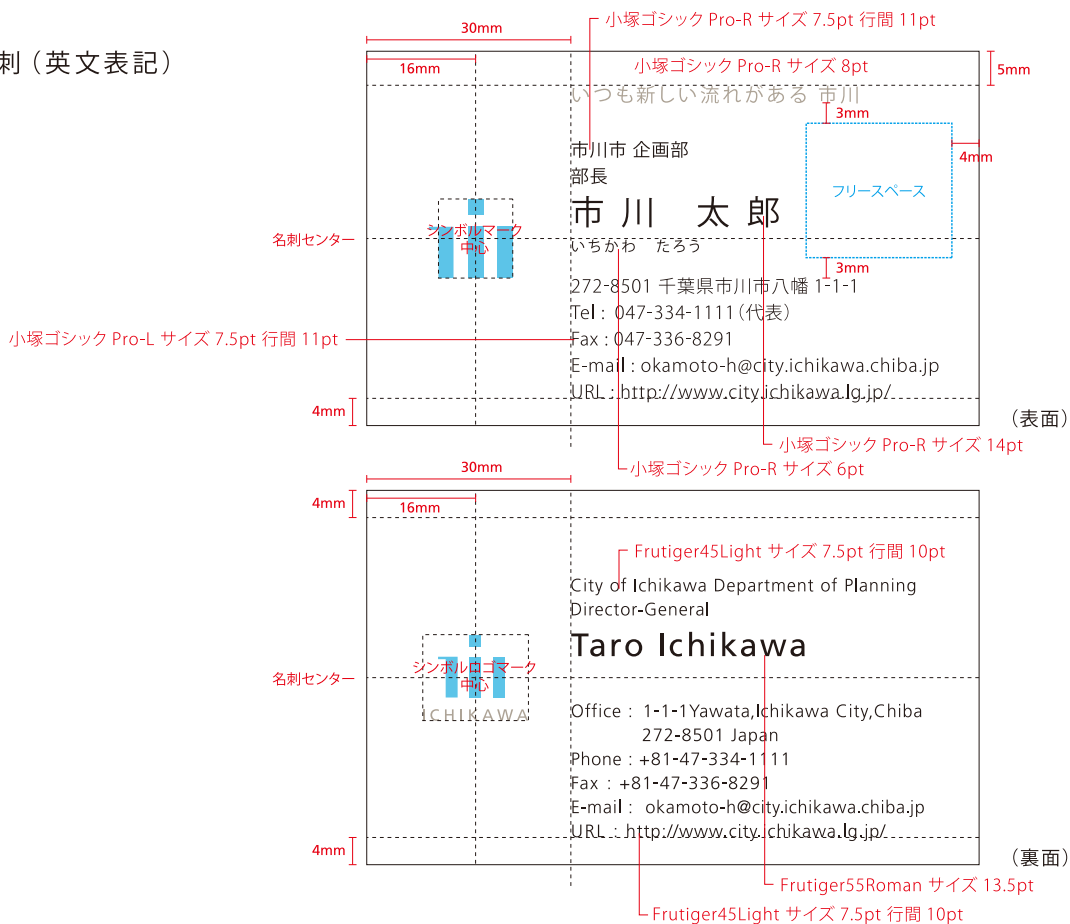 刺（英文表記）
小塚ゴシック Pro-R サイズ 7.5pt 行間 11pt
30mm
16mm
小塚ゴシック Pro-R サイズ 8pt
5mm
いつも新しい流れがある 市川
3mm
市川市 企画部
4mm
部長
フリースペース
市川 太郎
シンボルマーク
中心
名刺センター
いちかわ たろう
3mm
272-8501 千葉県市川市八幡 1-1-1
Tel : 047-334-1111（代表）
小塚ゴシック Pro-L サイズ 7.5pt 行間 11pt
Fax : 047-336-8291
E-mail : okamoto-h@city.ichikawa.chiba.jp
URL : http://www.city.ichikawa.lg.jp/
4mm
（表面）
小塚ゴシック Pro-R サイズ 14pt
小塚ゴシック Pro-R サイズ 6pt
30mm
4mm
16mm
Frutiger45Light サイズ 7.5pt 行間 10pt
City of Ichikawa Department of Planning
Director-General
Taro Ichikawa
シンボルロゴマーク
中心
名刺センター
ICHIKAWA
Office : 1-1-1Yawata,Ichikawa City,Chiba
272-8501 Japan
Phone : +81-47-334-1111
Fax : +81-47-336-8291
E-mail : okamoto-h@city.ichikawa.chiba.jp
URL : http://www.city.ichikawa.lg.jp/
4mm
（裏面）
Frutiger55Roman サイズ 13.5pt
Frutiger45Light サイズ 7.5pt 行間 10pt